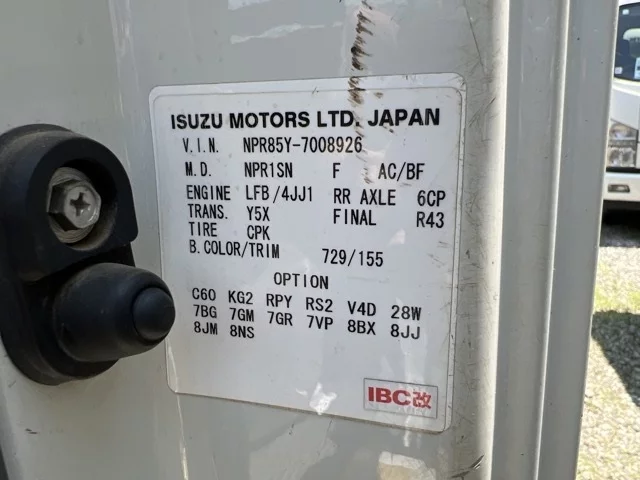 ISUZU MOTORS LTD. JAPAN
V.I.N. NPR85Y-7008926
M.D. NPR1SN F AC/BF
ENGINE LFB/4JJ1 RR AXLE 6CP
TRANS. Y5X FINAL R43
TIRE CPK
B.COLOR/TRIM 729/155
OPTION
C60 KG2 RPY RS2 V4D 28W
7BG 7GM 7GR 7VP 8BX 8JJ
8JM 8NS
IBC改